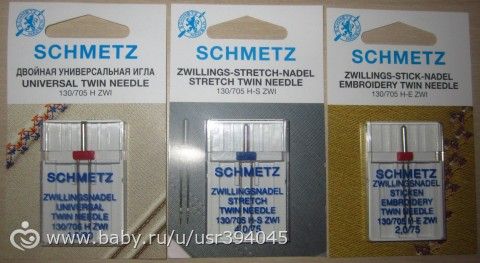 SCHMETZ
ДВОЙНАЯ УНИВЕРСАЛЬНАЯ ИГЛА
UNIVERSAL TWIN NEEDLE
130/705 H ZWI
SCHMETZ
ZWILLINGSNADEL
UNIVERSAL
TWIN NEEDLE
130/705 H ZWI
SCHMETZ
ZWILLINGS-STRETCH-NADEL
STRETCH TWIN NEEDLE
130/705 H-S ZWI
SCHMETZ
ZWILLINGSNADEL
STRETCH
TWIN NEEDLE
130/705 H-S ZWI
SCHMETZ
ZWILLINGS-STICK-NADEL
EMBROIDERY TWIN NEEDLE
130/705 H-E ZWI
SCHMETZ
ZWILLINGSNADEL
STICKEN
EMBROIDERY
TWIN NEEDLE
130/705 H-E ZWI
2,0/75
www.baby.ru/u/usr394045